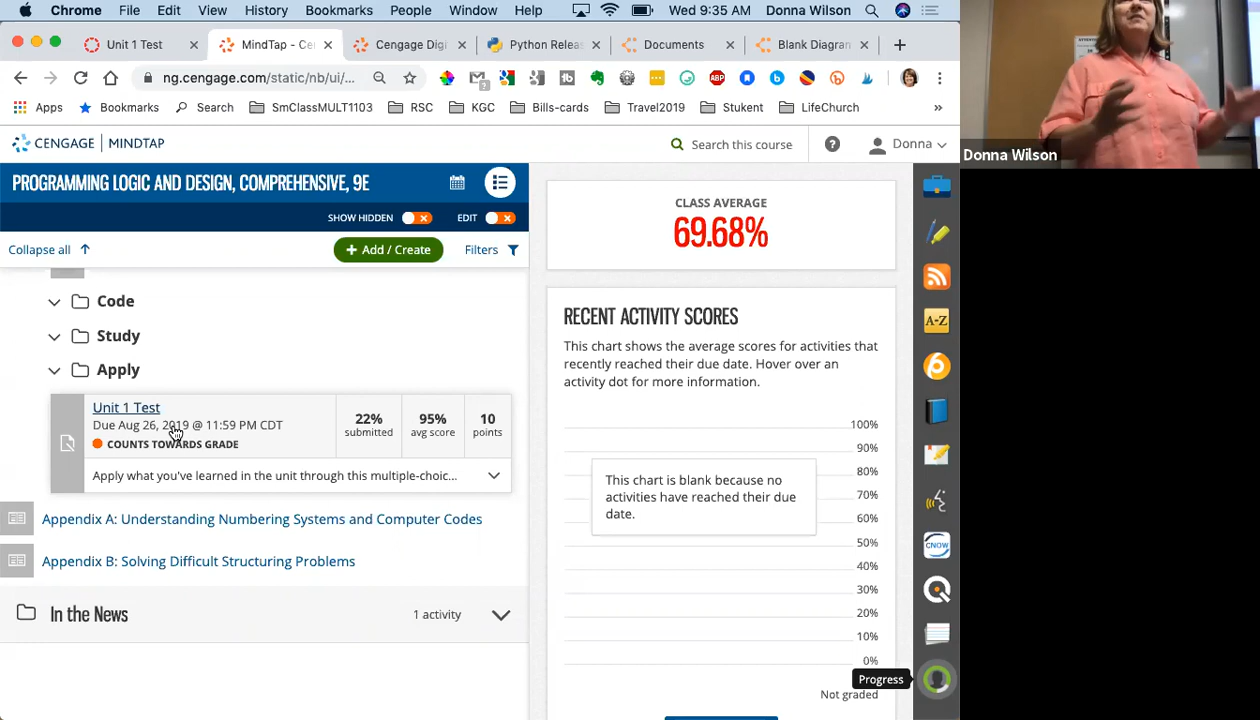 Chrome File Edit View History Bookmarks People Window Help Wed 9:35 AM Donna Wilson
Unit 1 Test
MindTap - Ce
Cengage Digi
Python Relea
Documents
Blank Diagran
ng.cengage.com/static/nb/ui/...
ABP
Apps Bookmarks Search SmClassMULT1103 RSC KGC Bills-cards Travel2019 Stukent LifeChurch »
Donna Wilson
CENGAGE | MINDTAP
Search this course
Donna
PROGRAMMING LOGIC AND DESIGN, COMPREHENSIVE, 9E
SHOW HIDDEN
EDIT
Collapse all
+ Add / Create
Filters
Code
Study
Apply
Unit 1 Test
Due Aug 26, 2019 @ 11:59 PM CDT
COUNTS TOWARDS GRADE
22%
submitted
95%
avg score
10
points
Apply what you've learned in the unit through this multiple-choic...
Appendix A: Understanding Numbering Systems and Computer Codes
Appendix B: Solving Difficult Structuring Problems
In the News
1 activity
CLASS AVERAGE
69.68%
RECENT ACTIVITY SCORES
This chart shows the average scores for activities that
recently reached their due date. Hover over an
activity dot for more information.
100%
90%
80%
70%
60%
50%
40%
30%
20%
10%
0%
This chart is blank because no
activities have reached their due
date.
Not graded
A-Z
CNOW
Progress